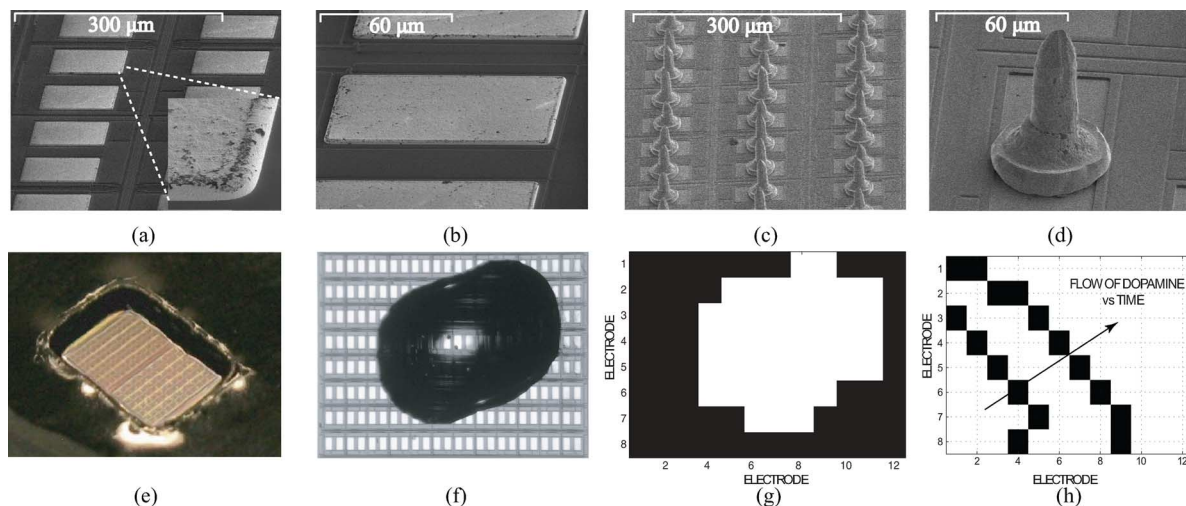 300 μm
60 μm
300 μm
60 μm
(a)
(b)
(c)
(d)
1
2
3
4
5
6
7
8
ELECTRODE
2
4
6
8
10
12
ELECTRODE
FLOW OF DOPAMINE
vs TIME
1
2
3
4
5
6
7
8
ELECTRODE
2
4
6
8
10
12
ELECTRODE
(e)
(f)
(g)
(h)